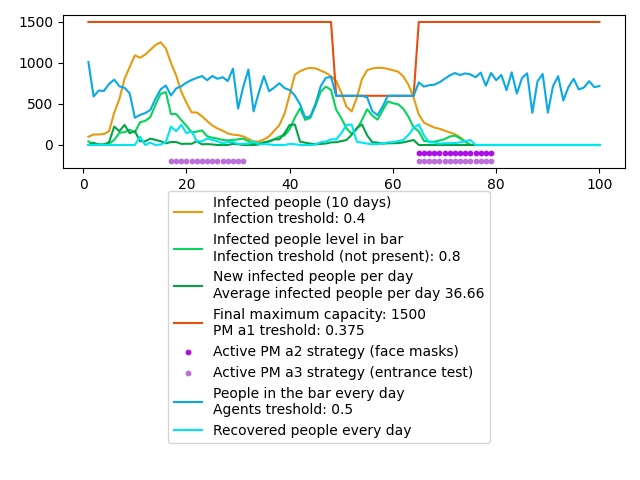 1500
1000
500
0
0 20 40 60 80 100
Infected people (10 days)
Infection treshold: 0.4
Infected people level in bar
Infection treshold (not present): 0.8
New infected people per day
Average infected people per day 36.66
Final maximum capacity: 1500
PM a1 treshold: 0.375
Active PM a2 strategy (face masks)
Active PM a3 strategy (entrance test)
People in the bar every day
Agents treshold: 0.5
Recovered people every day